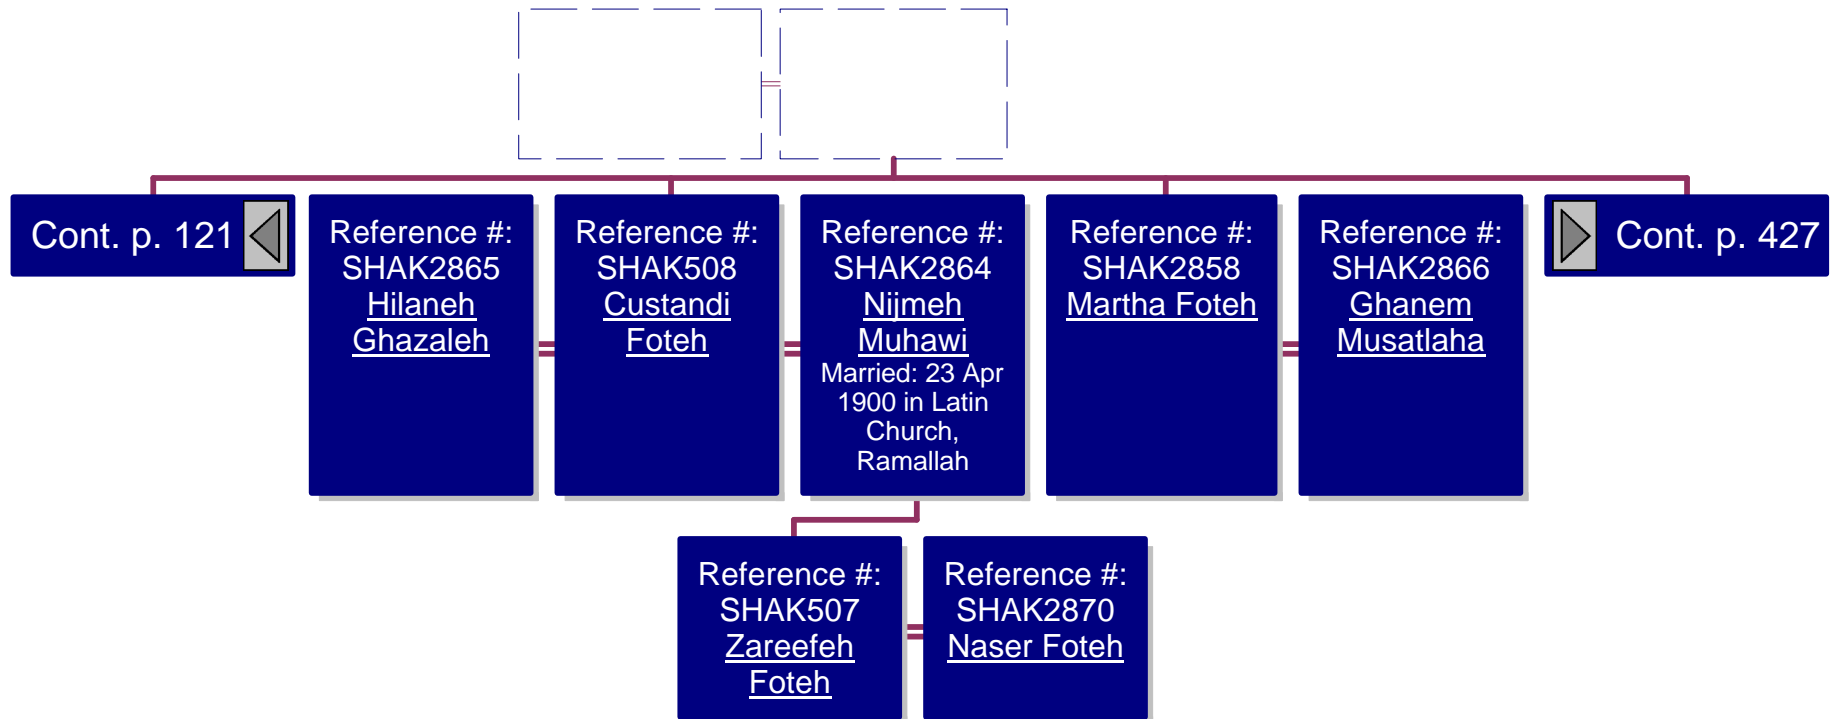 Cont. p. 121
Reference #:
SHAK2865
Hilaneh
Ghazaleh
Reference #:
SHAK508
Custandi
Foteh
Reference #:
SHAK2864
Nijmeh
Muhawi
Married: 23 Apr
1900 in Latin
Church,
Ramallah
Reference #:
SHAK2858
Martha Foteh
Reference #:
SHAK2866
Ghanem
Musatlaha
Cont. p. 427
Reference #:
SHAK507
Zareefeh
Foteh
Reference #:
SHAK2870
Naser Foteh